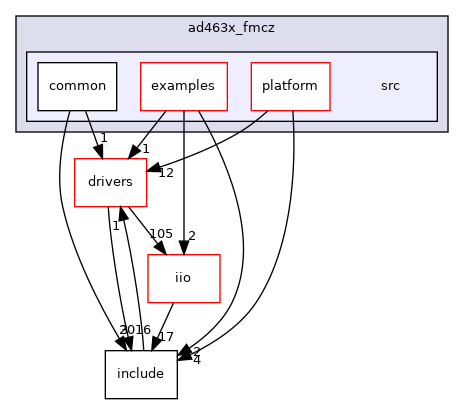 ad463x_fmcz
common
examples
platform
src
1
1
12
drivers
1
105
2
iio
2016
17
2
4
include